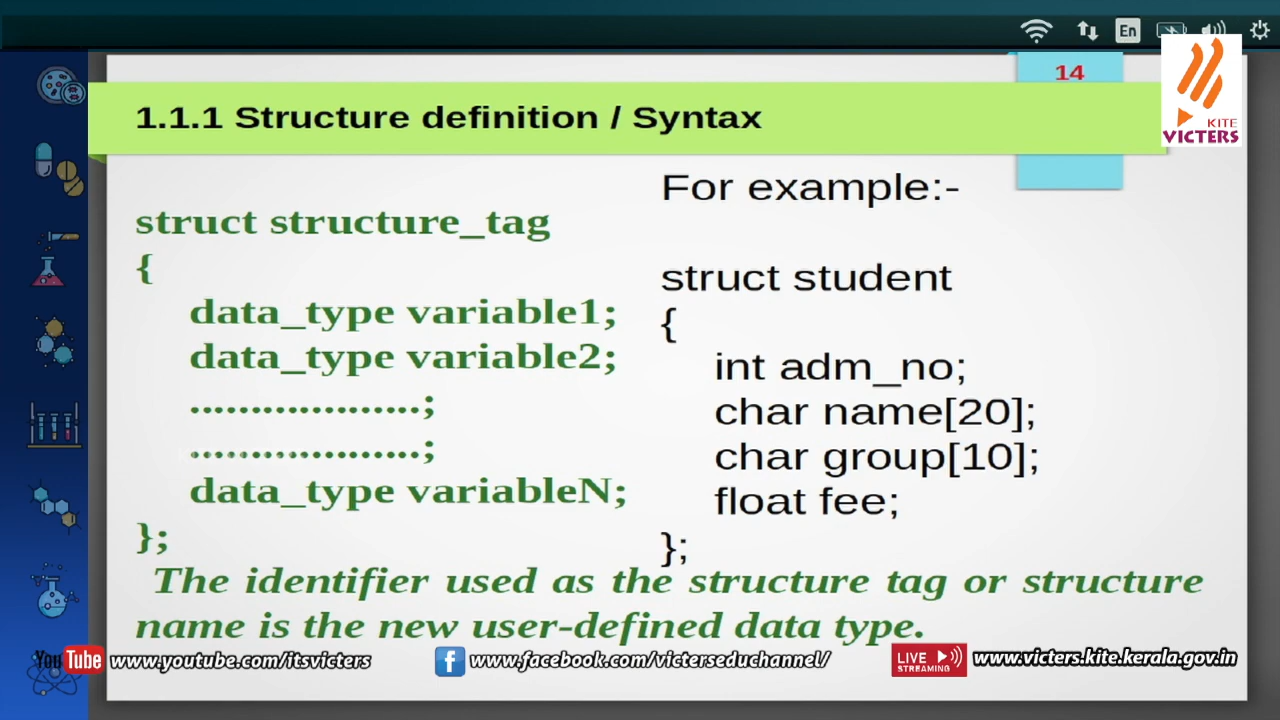 En
14
KITE
VICTERS
1.1.1 Structure definition / Syntax
struct structure_tag
{
data_type variable1;
data_type variable2;
...................;
...................;
data_type variableN;
};
For example:-
struct student
{
int adm_no;
char name[20];
char group[10];
float fee;
};
The identifier used as the structure tag or structure
name is the new user-defined data type.
YouTube www.youtube.com/itsvicters
f www.facebook.com/victerseduchannel/
LIVE STREAMING www.victers.kite.kerala.gov.in